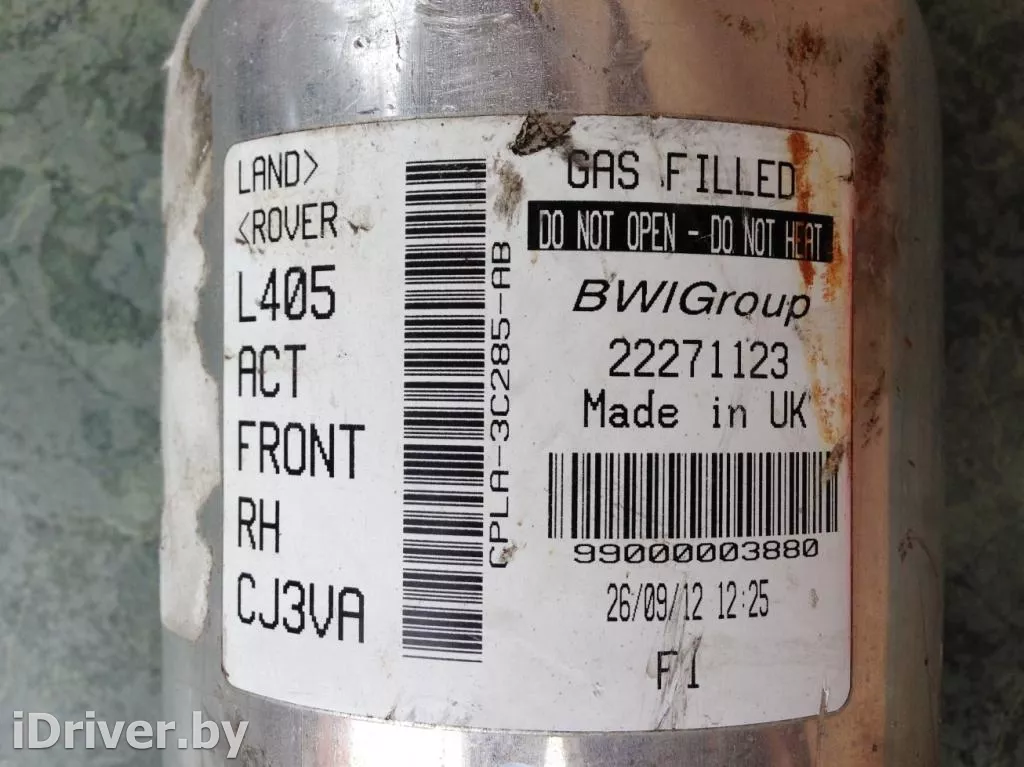 LAND>
<ROVER
L405
ACT
FRONT
RH
CJ3VA
CPLA-3C285-AB
GAS FILLED
DO NOT OPEN - DO NOT HEAT
BWIGroup
22271123
Made in UK
99000003880
26/09/12 12:25
F1
iDriver.by